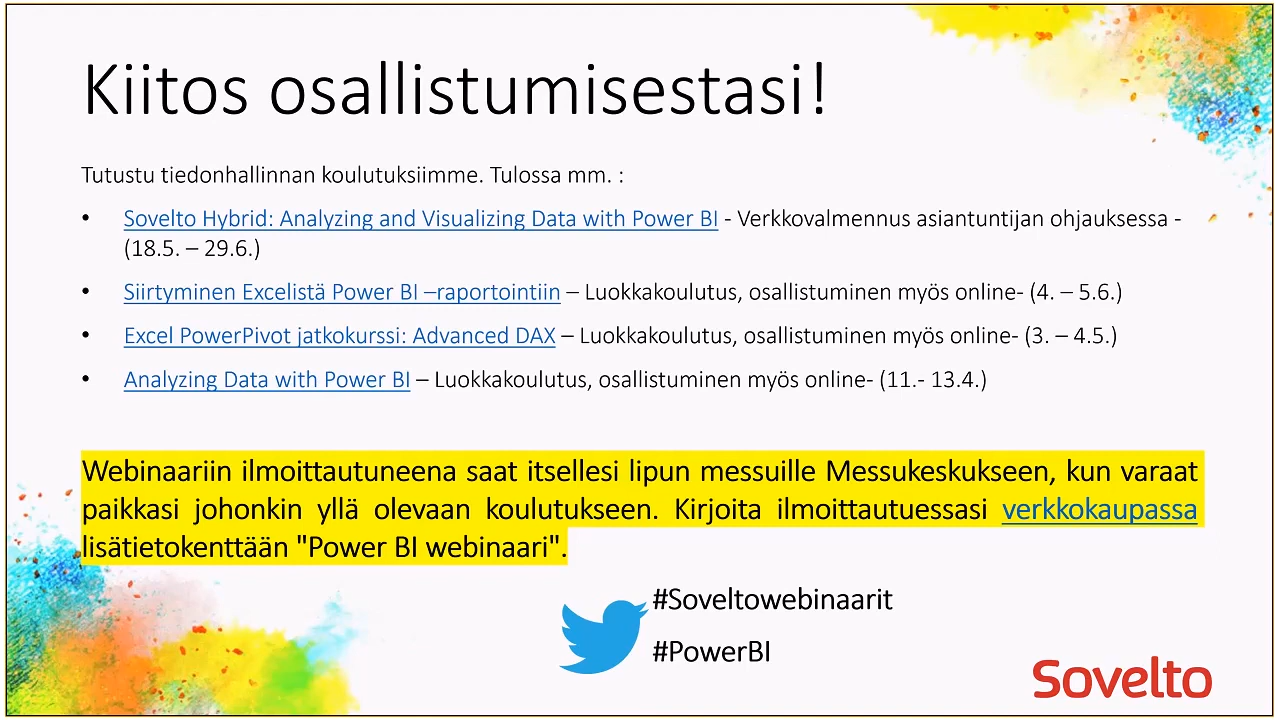 Kiitos osallistumisestasi!
Tutustu tiedonhallinnan koulutuksiimme. Tulossa mm. :
• Sovelto Hybrid: Analyzing and Visualizing Data with Power BI - Verkkovalmennus asiantuntijan ohjauksessa -
(18.5. – 29.6.)
• Siirtyminen Excelistä Power BI –raportointiin – Luokkakoulutus, osallistuminen myös online- (4. – 5.6.)
• Excel PowerPivot jatkokurssi: Advanced DAX – Luokkakoulutus, osallistuminen myös online- (3. – 4.5.)
• Analyzing Data with Power BI – Luokkakoulutus, osallistuminen myös online- (11.- 13.4.)
Webinaariin ilmoittautuneena saat itsellesi lipun messuille Messukeskukseen, kun varaat
paikkasi johonkin yllä olevaan koulutukseen. Kirjoita ilmoittautuessasi verkkokaupassa
lisätietokenttään "Power BI webinaari".
#Soveltowebinaarit
#PowerBI
Sovelto